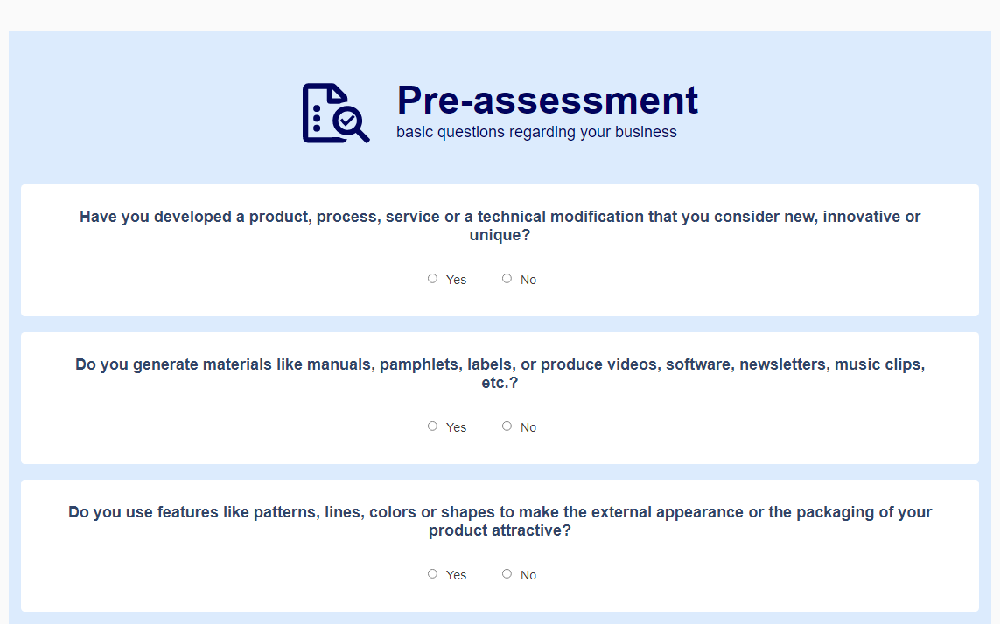 Pre-assessment
basic questions regarding your business
Have you developed a product, process, service or a technical modification that you consider new, innovative or
unique?
Yes No
Do you generate materials like manuals, pamphlets, labels, or produce videos, software, newsletters, music clips,
etc.?
Yes No
Do you use features like patterns, lines, colors or shapes to make the external appearance or the packaging of your
product attractive?
Yes No